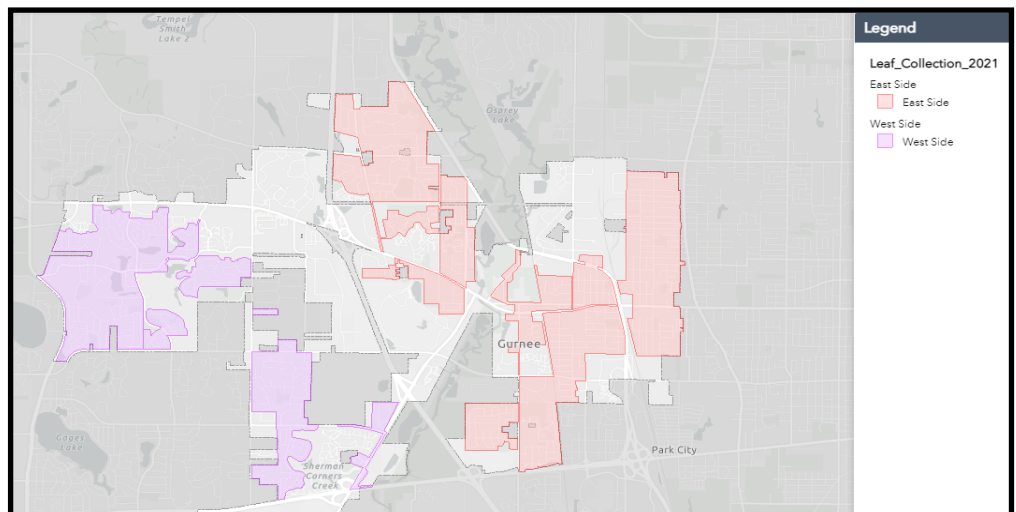 Tempel
Smith
Lake 2
Osprey
Lake
Gurnee
Gages
Lake
Sherman
Corners
Creek
Park City
Legend
Leaf_Collection_2021
East Side
East Side
West Side
West Side